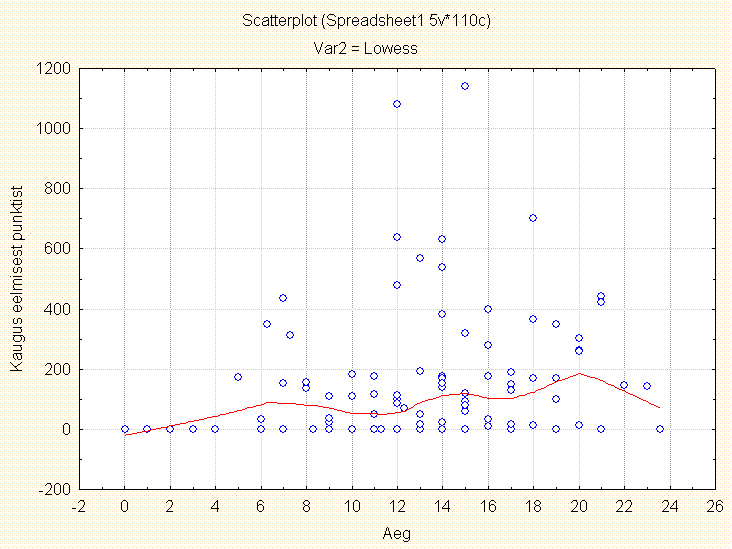 Scatterplot (Spreadsheet1 5v*110c)
Var2 = Lowess
1200
1000
800
600
400
200
0
-200
Kaugus eelmisest punktist
-2 0 2 4 6 8 10 12 14 16 18 20 22 24 26
Aeg